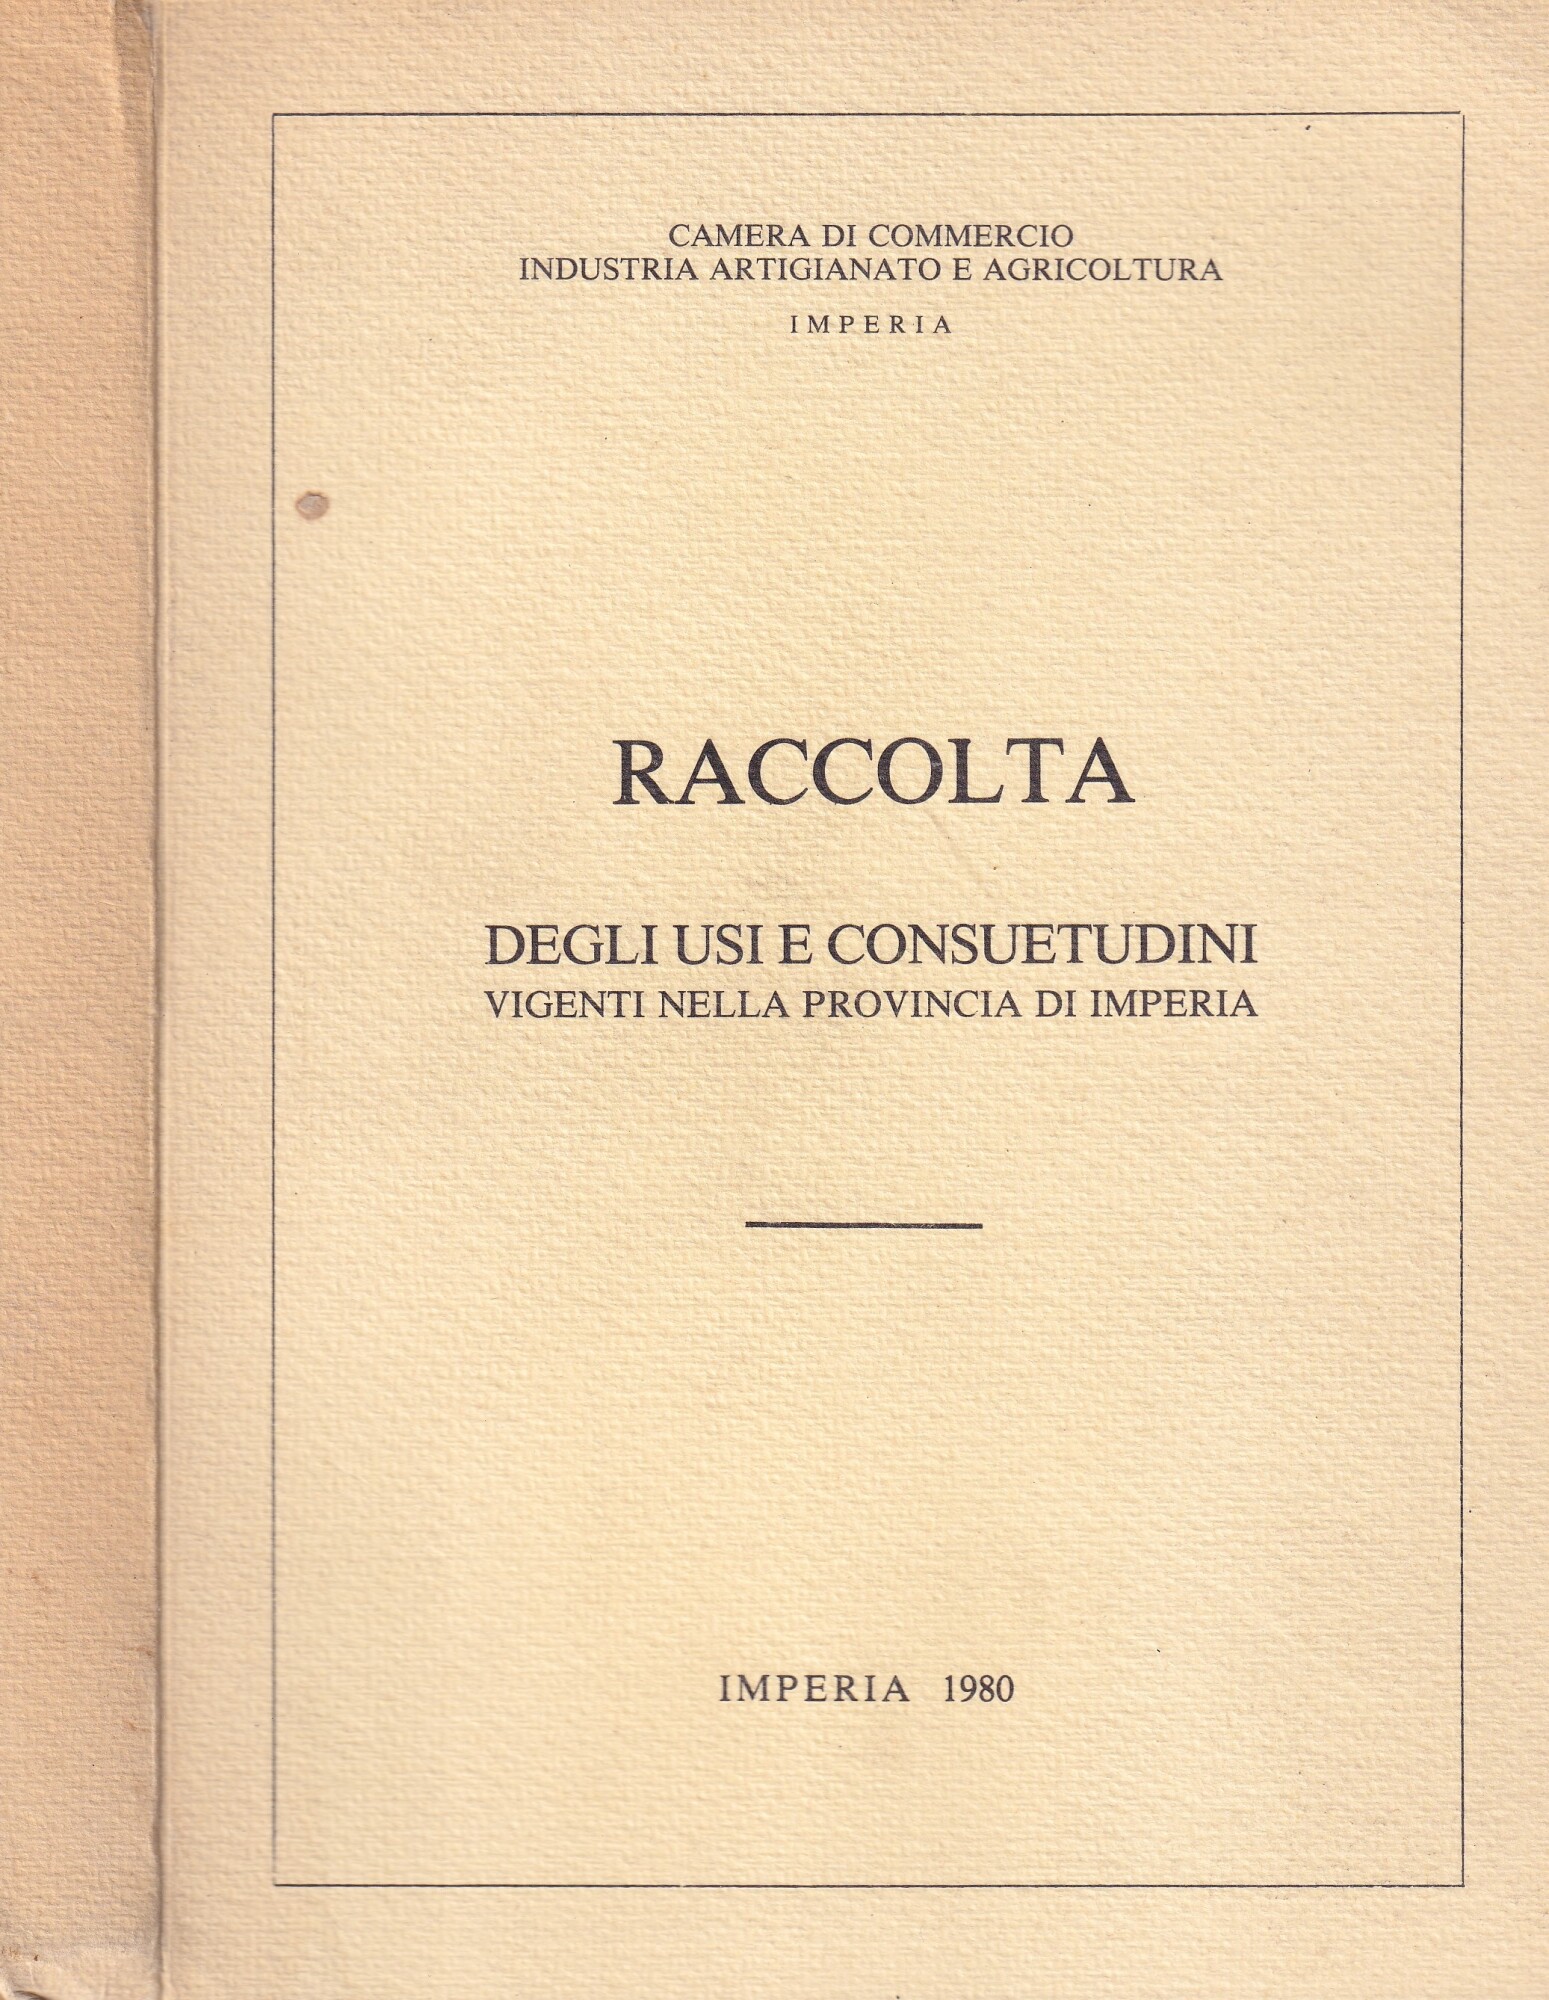 CAMERA DI COMMERCIO
INDUSTRIA ARTIGIANATO E AGRICOLTURA
IMPERIA
RACCOLTA
DEGLI USI E CONSUETUDINI
VIGENTI NELLA PROVINCIA DI IMPERIA
IMPERIA 1980